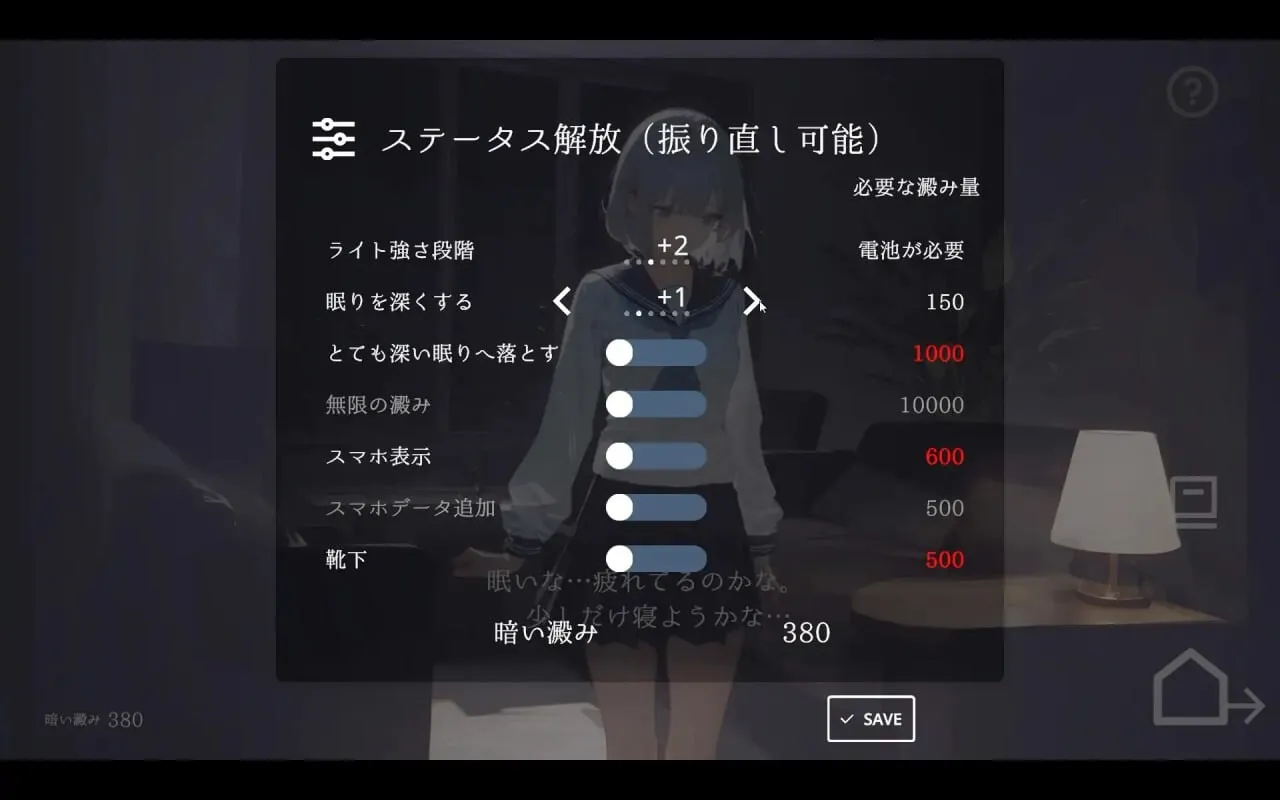 ステータス解放（振り直し可能）
必要な澱み量
ライト強さ段階 +2 電池が必要
眠りを深くする +1 150
とても深い眠りへ落とす 1000
無限の澱み 10000
スマホ表示 600
スマホデータ追加 500
靴下 500
眠いな…疲れてるのかな。
少しだけ寝ようかな…
暗い澱み 380
暗い澱み 380
SAVE
?